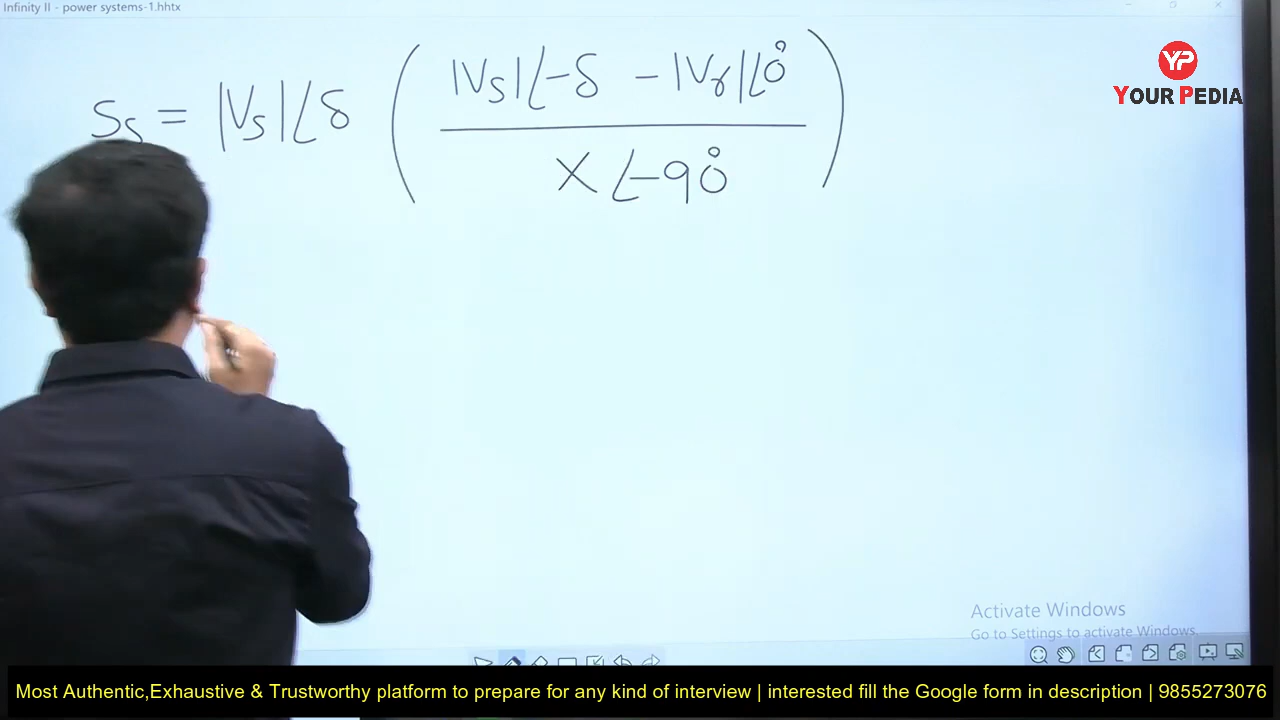 Infinity II - power systems-1.hhtx
YP
YOUR PEDIA
Ss = |Vs|∠δ ( |Vs|∠-δ - |Vr|∠0° / X∠-90° )
Activate Windows
Go to Settings to activate Windows.
Most Authentic,Exhaustive & Trustworthy platform to prepare for any kind of interview | interested fill the Google form in description | 9855273076